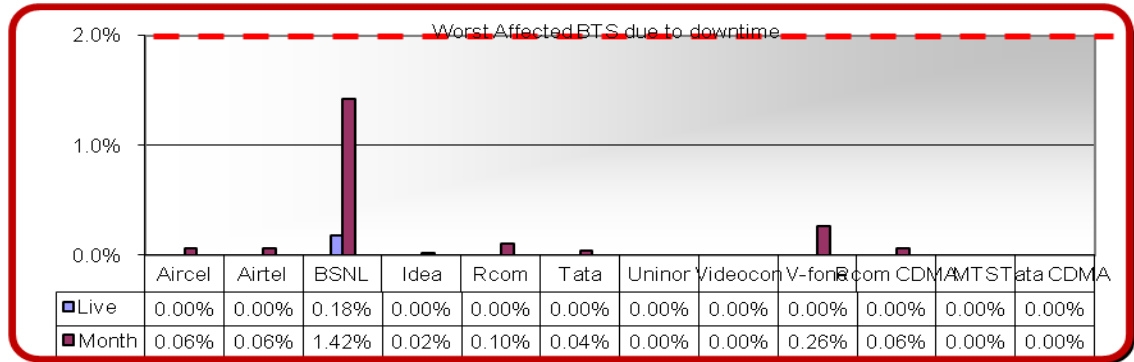 Worst Affected BTS due to downtime
2.0%
1.0%
0.0%
Aircel Airtel BSNL Idea Rcom Tata Uninor Videocon V-fone Rcom CDMA MTS Tata CDMA
Live 0.00% 0.00% 0.18% 0.00% 0.00% 0.00% 0.00% 0.00% 0.00% 0.00% 0.00% 0.00%
Month 0.06% 0.06% 1.42% 0.02% 0.10% 0.04% 0.00% 0.00% 0.26% 0.06% 0.00% 0.00%